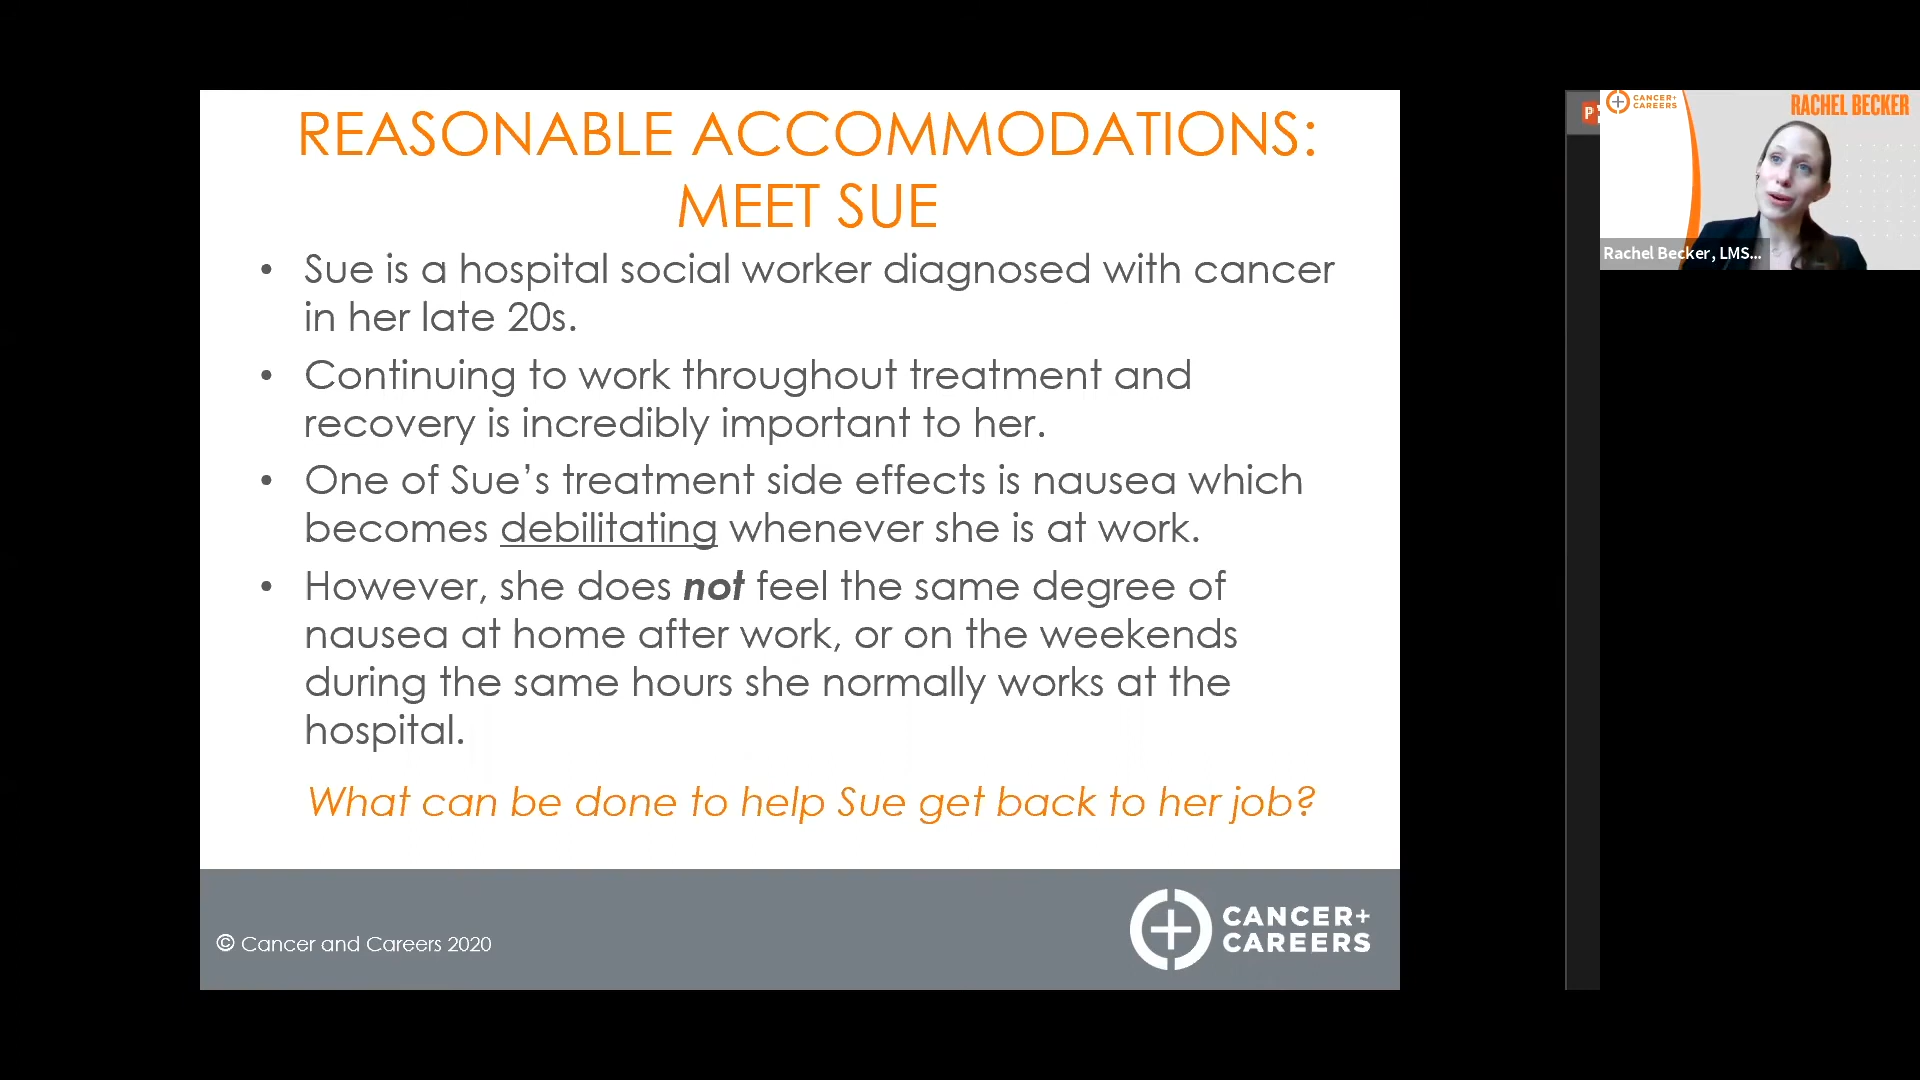 REASONABLE ACCOMMODATIONS:
MEET SUE
• Sue is a hospital social worker diagnosed with cancer
in her late 20s.
• Continuing to work throughout treatment and
recovery is incredibly important to her.
• One of Sue’s treatment side effects is nausea which
becomes debilitating whenever she is at work.
• However, she does not feel the same degree of
nausea at home after work, or on the weekends
during the same hours she normally works at the
hospital.
What can be done to help Sue get back to her job?
© Cancer and Careers 2020
CANCER+
CAREERS
CANCER+
CAREERS
RACHEL BECKER
Rachel Becker, LMS...